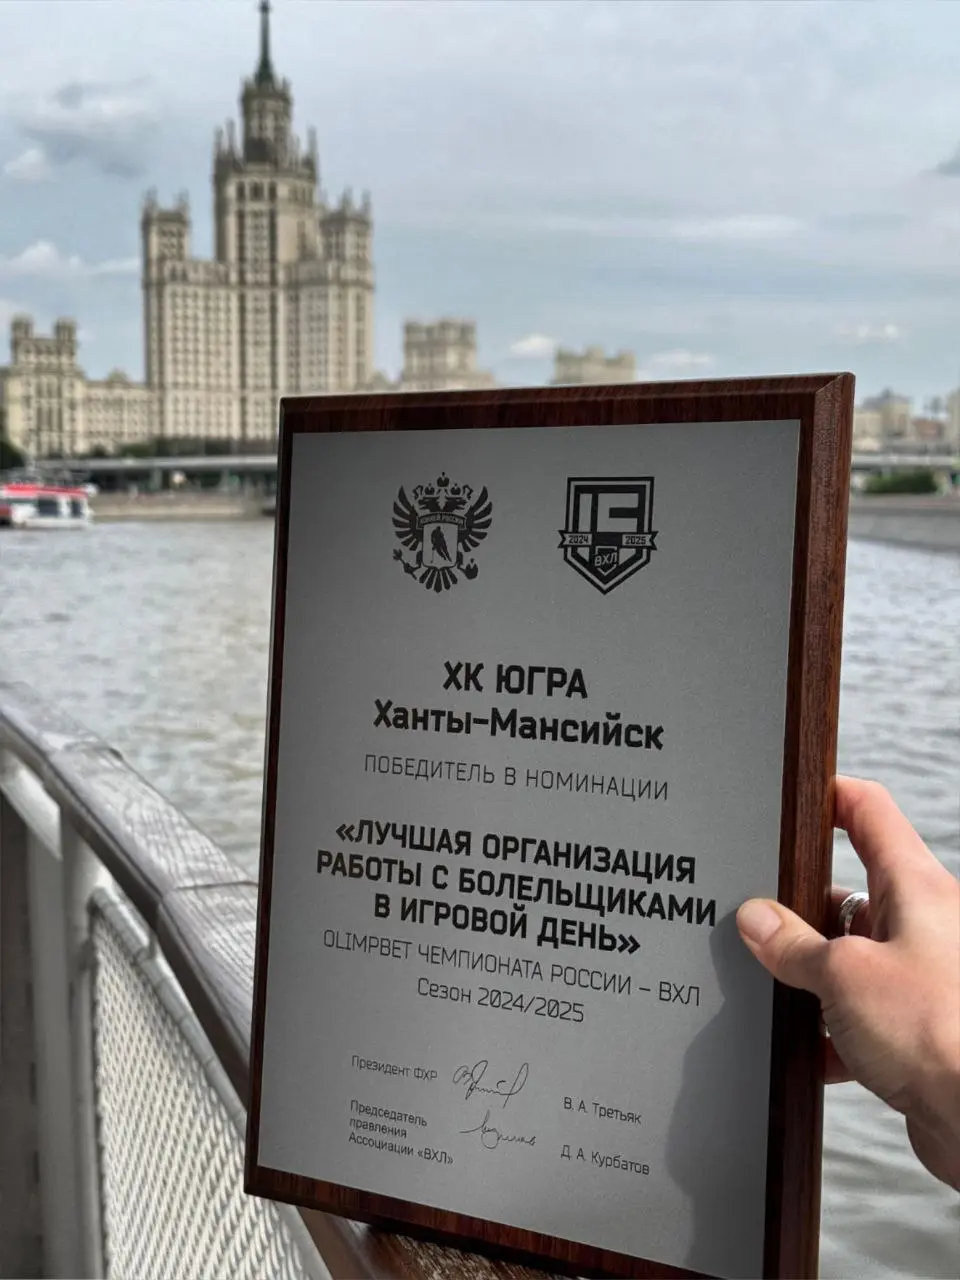 ХОККЕЙ РОССИИ
2024 2025
ВХЛ
ХК ЮГРА
Ханты-Мансийск
ПОБЕДИТЕЛЬ В НОМИНАЦИИ
«ЛУЧШАЯ ОРГАНИЗАЦИЯ
РАБОТЫ С БОЛЕЛЬЩИКАМИ
В ИГРОВОЙ ДЕНЬ»
OLIMPBET ЧЕМПИОНАТА РОССИИ – ВХЛ
Сезон 2024/2025
Президент ФХР
В. А. Третьяк
Председатель
правления
Ассоциации «ВХЛ»
Д. А. Курбатов